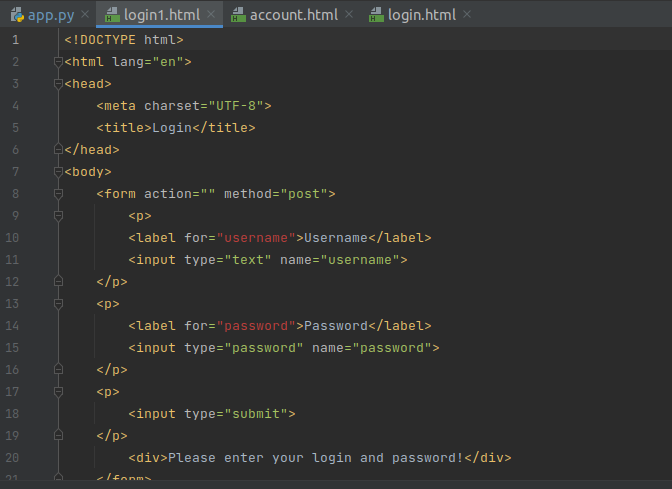 app.py login1.html account.html login.html
1 <!DOCTYPE html>
2 <html lang="en">
3 <head>
4 <meta charset="UTF-8">
5 <title>Login</title>
6 </head>
7 <body>
8 <form action="" method="post">
9 <p>
10 <label for="username">Username</label>
11 <input type="text" name="username">
12 </p>
13 <p>
14 <label for="password">Password</label>
15 <input type="password" name="password">
16 </p>
17 <p>
18 <input type="submit">
19 </p>
20 <div>Please enter your login and password!</div>
21 </form>